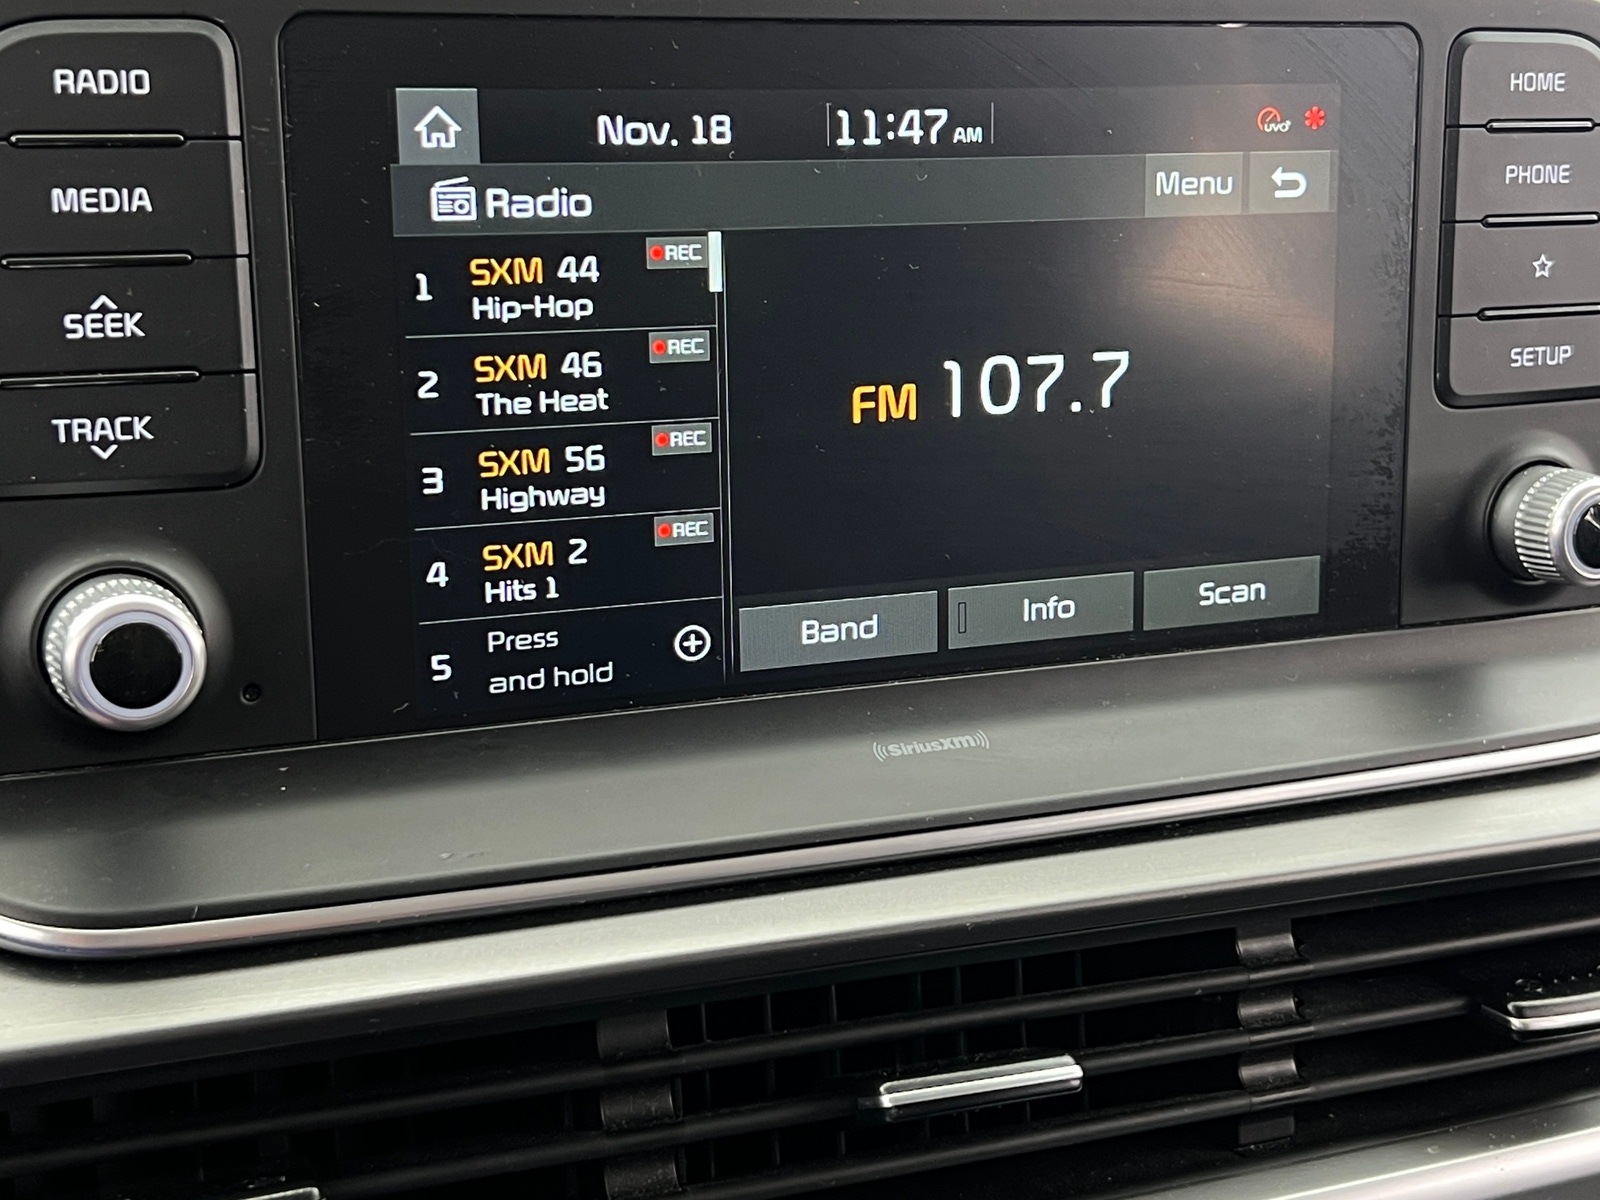 RADIO
MEDIA
SEEK
TRACK
Nov. 18
11:47 AM
UVO
Radio
Menu
1 SXM 44 REC
Hip-Hop
2 SXM 46 REC
The Heat
3 SXM 56 REC
Highway
4 SXM 2 REC
Hits 1
5 Press
and hold
FM 107.7
Band
Info
Scan
HOME
PHONE
SETUP
((SiriusXM))